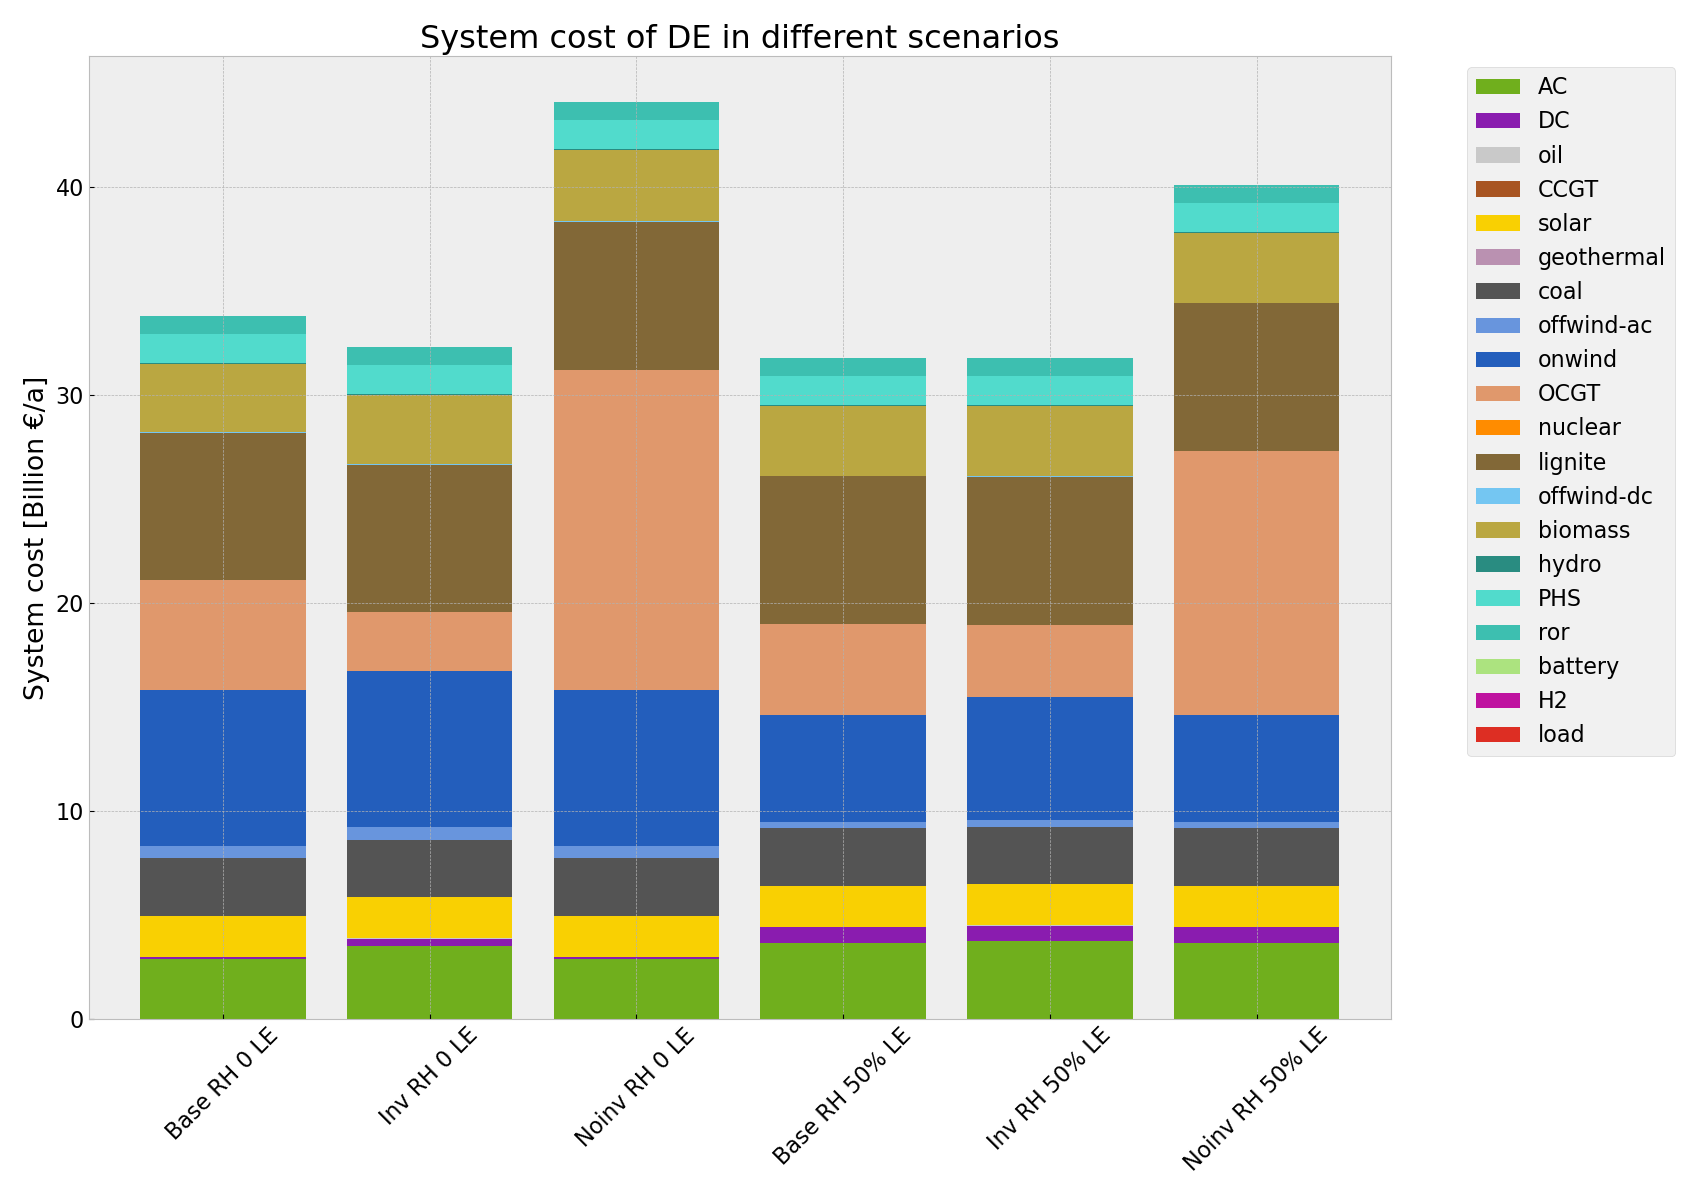 System cost of DE in different scenarios
System cost [Billion €/a]
40
30
20
10
0
Base RH 0 LE
Inv RH 0 LE
Noinv RH 0 LE
Base RH 50% LE
Inv RH 50% LE
Noinv RH 50% LE
AC
DC
oil
CCGT
solar
geothermal
coal
offwind-ac
onwind
OCGT
nuclear
lignite
offwind-dc
biomass
hydro
PHS
ror
battery
H2
load